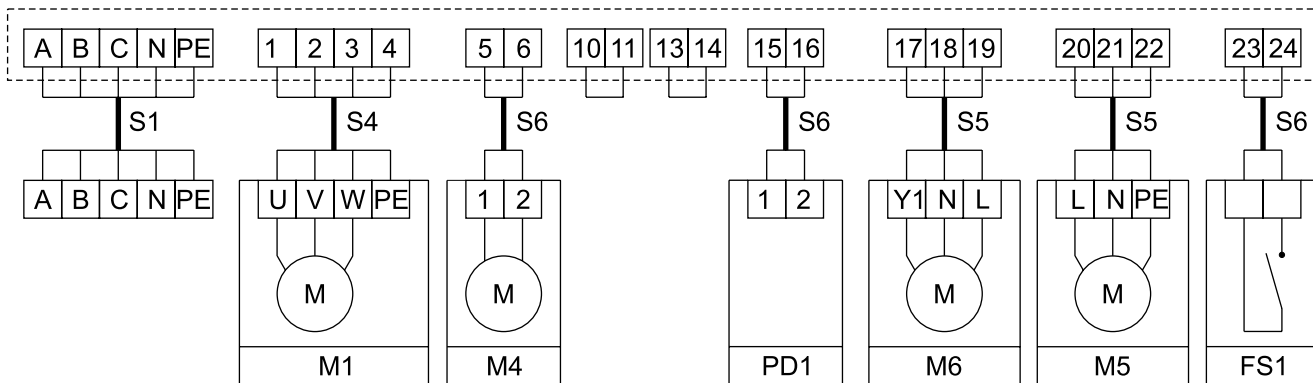 A B C N PE 1 2 3 4 5 6 10 11 13 14 15 16 17 18 19 20 21 22 23 24
S1 S4 S6 S6 S5 S5 S6
A B C N PE U V W PE 1 2 1 2 Y1 N L L N PE
M M M M
M1 M4 PD1 M6 M5 FS1